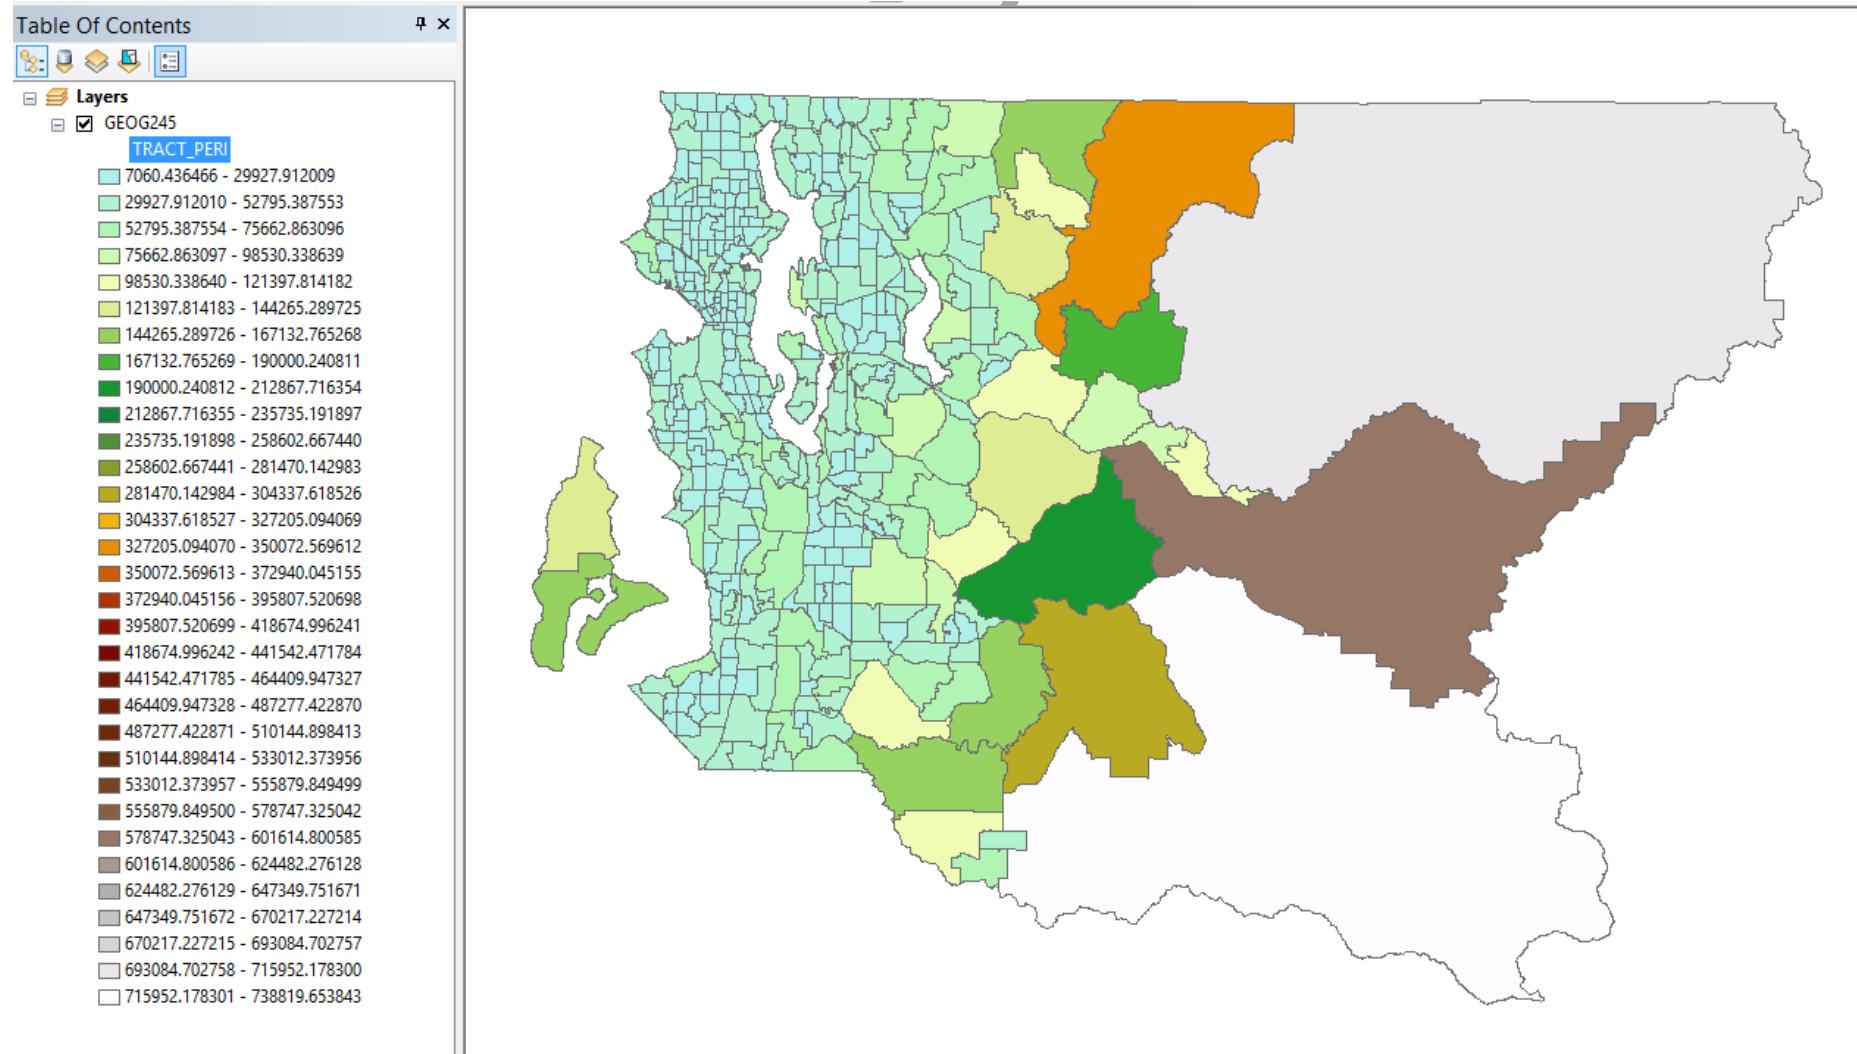 Table Of Contents
Layers
GEOG245
TRACT_PERI
7060.436466 - 29927.912009
29927.912010 - 52795.387553
52795.387554 - 75662.863096
75662.863097 - 98530.338639
98530.338640 - 121397.814182
121397.814183 - 144265.289725
144265.289726 - 167132.765268
167132.765269 - 190000.240811
190000.240812 - 212867.716354
212867.716355 - 235735.191897
235735.191898 - 258602.667440
258602.667441 - 281470.142983
281470.142984 - 304337.618526
304337.618527 - 327205.094069
327205.094070 - 350072.569612
350072.569613 - 372940.045155
372940.045156 - 395807.520698
395807.520699 - 418674.996241
418674.996242 - 441542.471784
441542.471785 - 464409.947327
464409.947328 - 487277.422870
487277.422871 - 510144.898413
510144.898414 - 533012.373956
533012.373957 - 555879.849499
555879.849500 - 578747.325042
578747.325043 - 601614.800585
601614.800586 - 624482.276128
624482.276129 - 647349.751671
647349.751672 - 670217.227214
670217.227215 - 693084.702757
693084.702758 - 715952.178300
715952.178301 - 738819.653843